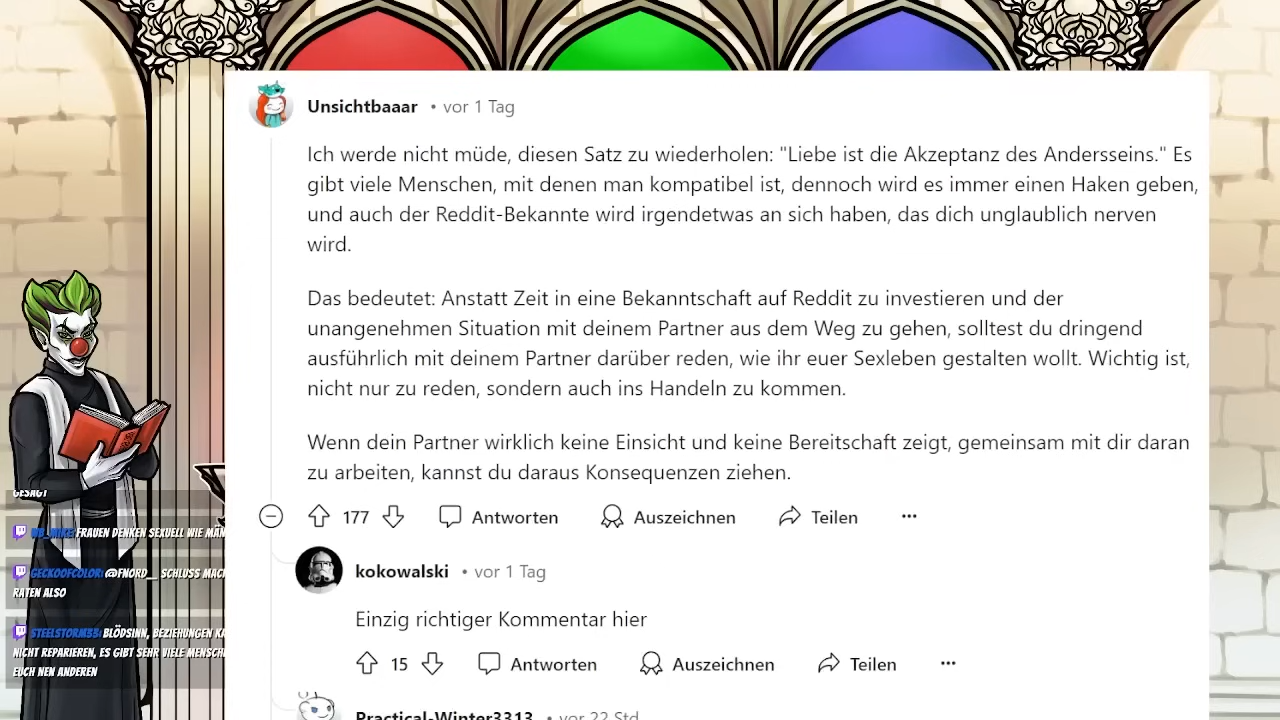 Unsichtbaaar • vor 1 Tag
Ich werde nicht müde, diesen Satz zu wiederholen: "Liebe ist die Akzeptanz des Andersseins." Es
gibt viele Menschen, mit denen man kompatibel ist, dennoch wird es immer einen Haken geben,
und auch der Reddit-Bekannte wird irgendetwas an sich haben, das dich unglaublich nerven
wird.
Das bedeutet: Anstatt Zeit in eine Bekanntschaft auf Reddit zu investieren und der
unangenehmen Situation mit deinem Partner aus dem Weg zu gehen, solltest du dringend
ausführlich mit deinem Partner darüber reden, wie ihr euer Sexleben gestalten wollt. Wichtig ist,
nicht nur zu reden, sondern auch ins Handeln zu kommen.
Wenn dein Partner wirklich keine Einsicht und keine Bereitschaft zeigt, gemeinsam mit dir daran
zu arbeiten, kannst du daraus Konsequenzen ziehen.
177 Antworten Auszeichnen Teilen ...
kokowalski • vor 1 Tag
Einzig richtiger Kommentar hier
15 Antworten Auszeichnen Teilen ...
Practical-Winter3313 • vor 22 Std
GESAGT
FRAUEN DENKEN SEXUELL WIE MÄN
GECKOOFCOLOR: @FNORD__ SCHLUSS MAC
RATEN ALSO
STEELSTORM33: BLÖDSINN, BEZIEHUNGEN KA
NICHT REPARIEREN, ES GIBT SEHR VIELE MENSCH
EUCH NEN ANDEREN